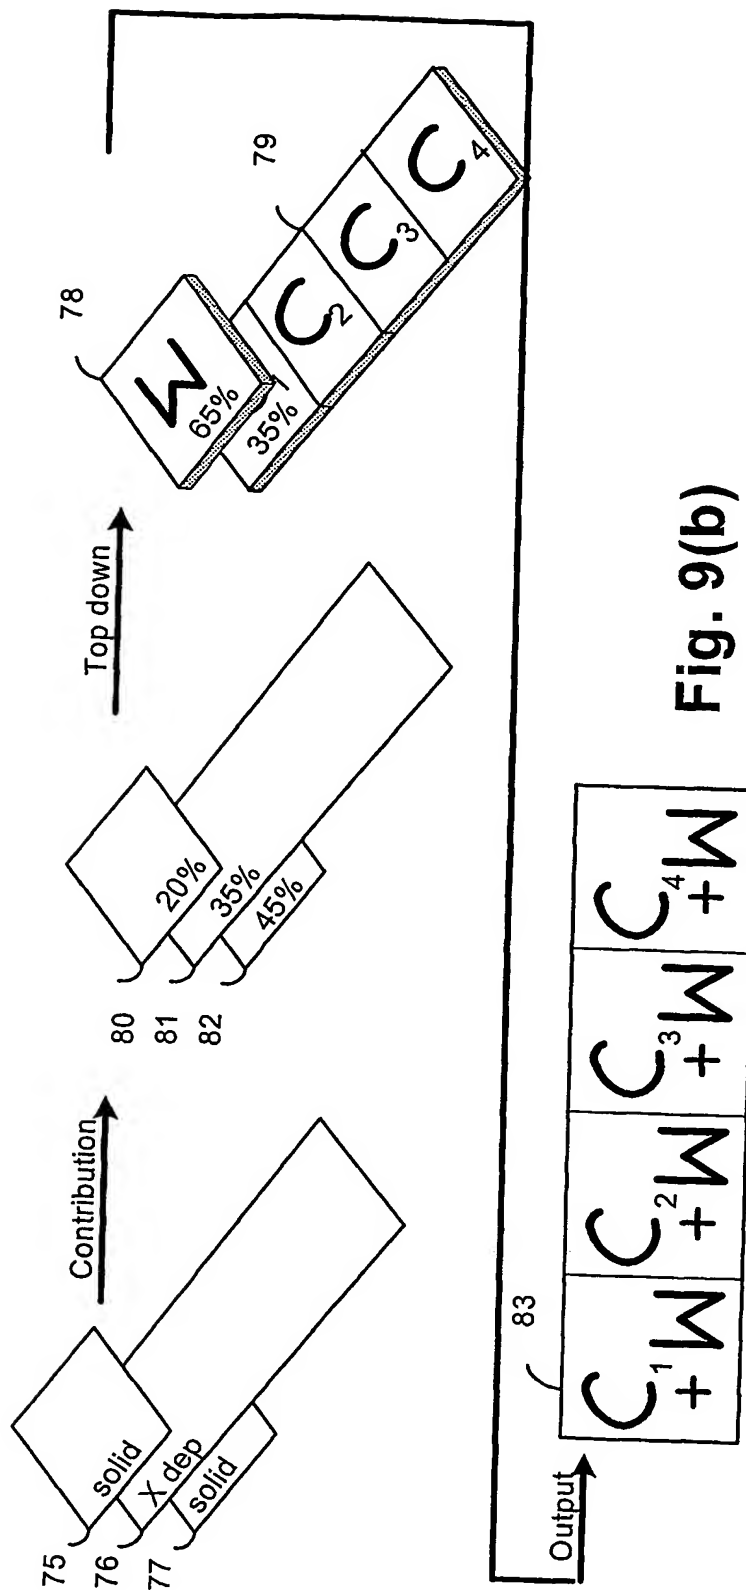 75
solid
76
X dep
77
solid
Contribution
80
20%
81
35%
82
45%
Top down
78
M
65%
35%
1
79
C2
C3
C4
Output
83
C1 + M
C2 + M
C3 + M
C4 + M
Fig. 9(b)